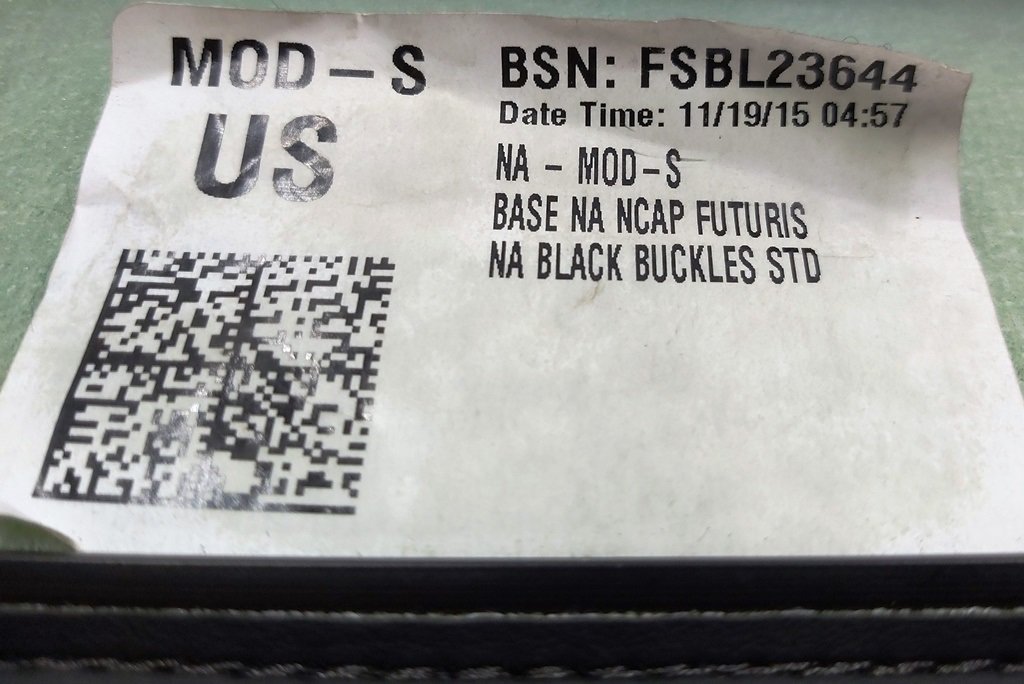 MOD-S
US
BSN: FSBL23644
Date Time: 11/19/15 04:57
NA - MOD-S
BASE NA NCAP FUTURIS
NA BLACK BUCKLES STD